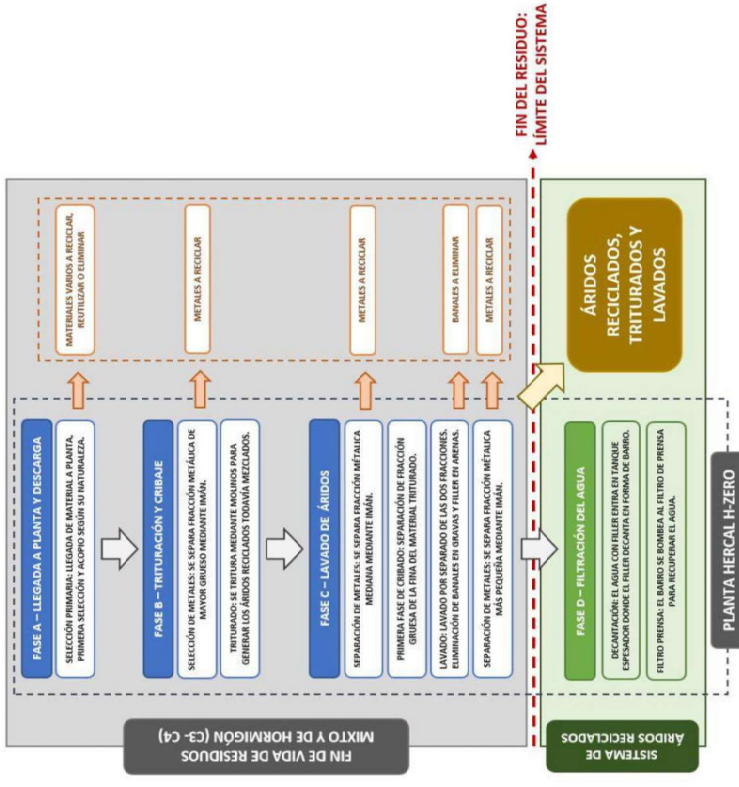 FIN DE VIDA DE RESIDUOS
MIXTO Y DE HORMIGÓN (C3- C4)
FASE A – LLEGADA A PLANTA Y DESCARGA
SELECCIÓN PRIMARIA: LLEGADA DE MATERIAL A PLANTA,
PRIMERA SELECCIÓN Y ACOPIO SEGÚN SU NATURALEZA.
MATERIALES VARIOS A RECICLAR,
REUTILIZAR O ELIMINAR
FASE B – TRITURACIÓN Y CRIBAJE
SELECCIÓN DE METALES: SE SEPARA FRACCIÓN METÁLICA DE
MAYOR GRUESO MEDIANTE IMÁN.
METALES A RECICLAR
TRITURADO: SE TRITURA MEDIANTE MOLINOS PARA
GENERAR LOS ÁRIDOS RECICLADOS TODAVÍA MEZCLADOS.
FASE C – LAVADO DE ÁRIDOS
SEPARACIÓN DE METALES: SE SEPARA FRACCIÓN MÉTALICA
MEDIANA MEDIANTE IMÁN.
METALES A RECICLAR
PRIMERA FASE DE CRIBADO: SEPARACIÓN DE FRACCIÓN
GRUESA DE LA FINA DEL MATERIAL TRITURADO.
LAVADO: LAVADO POR SEPARADO DE LAS DOS FRACCIONES.
ELIMINACIÓN DE BANALES EN GRAVAS Y FILLER EN ARENAS.
BANALES A ELIMINAR
SEPARACIÓN DE METALES: SE SEPARA FRACCIÓN METÁLICA
MÁS PEQUEÑA MEDIANTE IMÁN.
METALES A RECICLAR
FIN DEL RESIDUO:
LÍMITE DEL SISTEMA
SISTEMA DE
ÁRIDOS RECICLADOS
FASE D – FILTRACIÓN DEL AGUA
DECANTACIÓN: EL AGUA CON FILLER ENTRA EN TANQUE
ESPESADOR DONDE EL FILLER DECANTA EN FORMA DE BARRO.
FILTRO PRENSA: EL BARRO SE BOMBEA AL FILTRO DE PRENSA
PARA RECUPERAR EL AGUA.
ÁRIDOS
RECICLADOS,
TRITURADOS Y
LAVADOS
PLANTA HERCAL H-ZERO